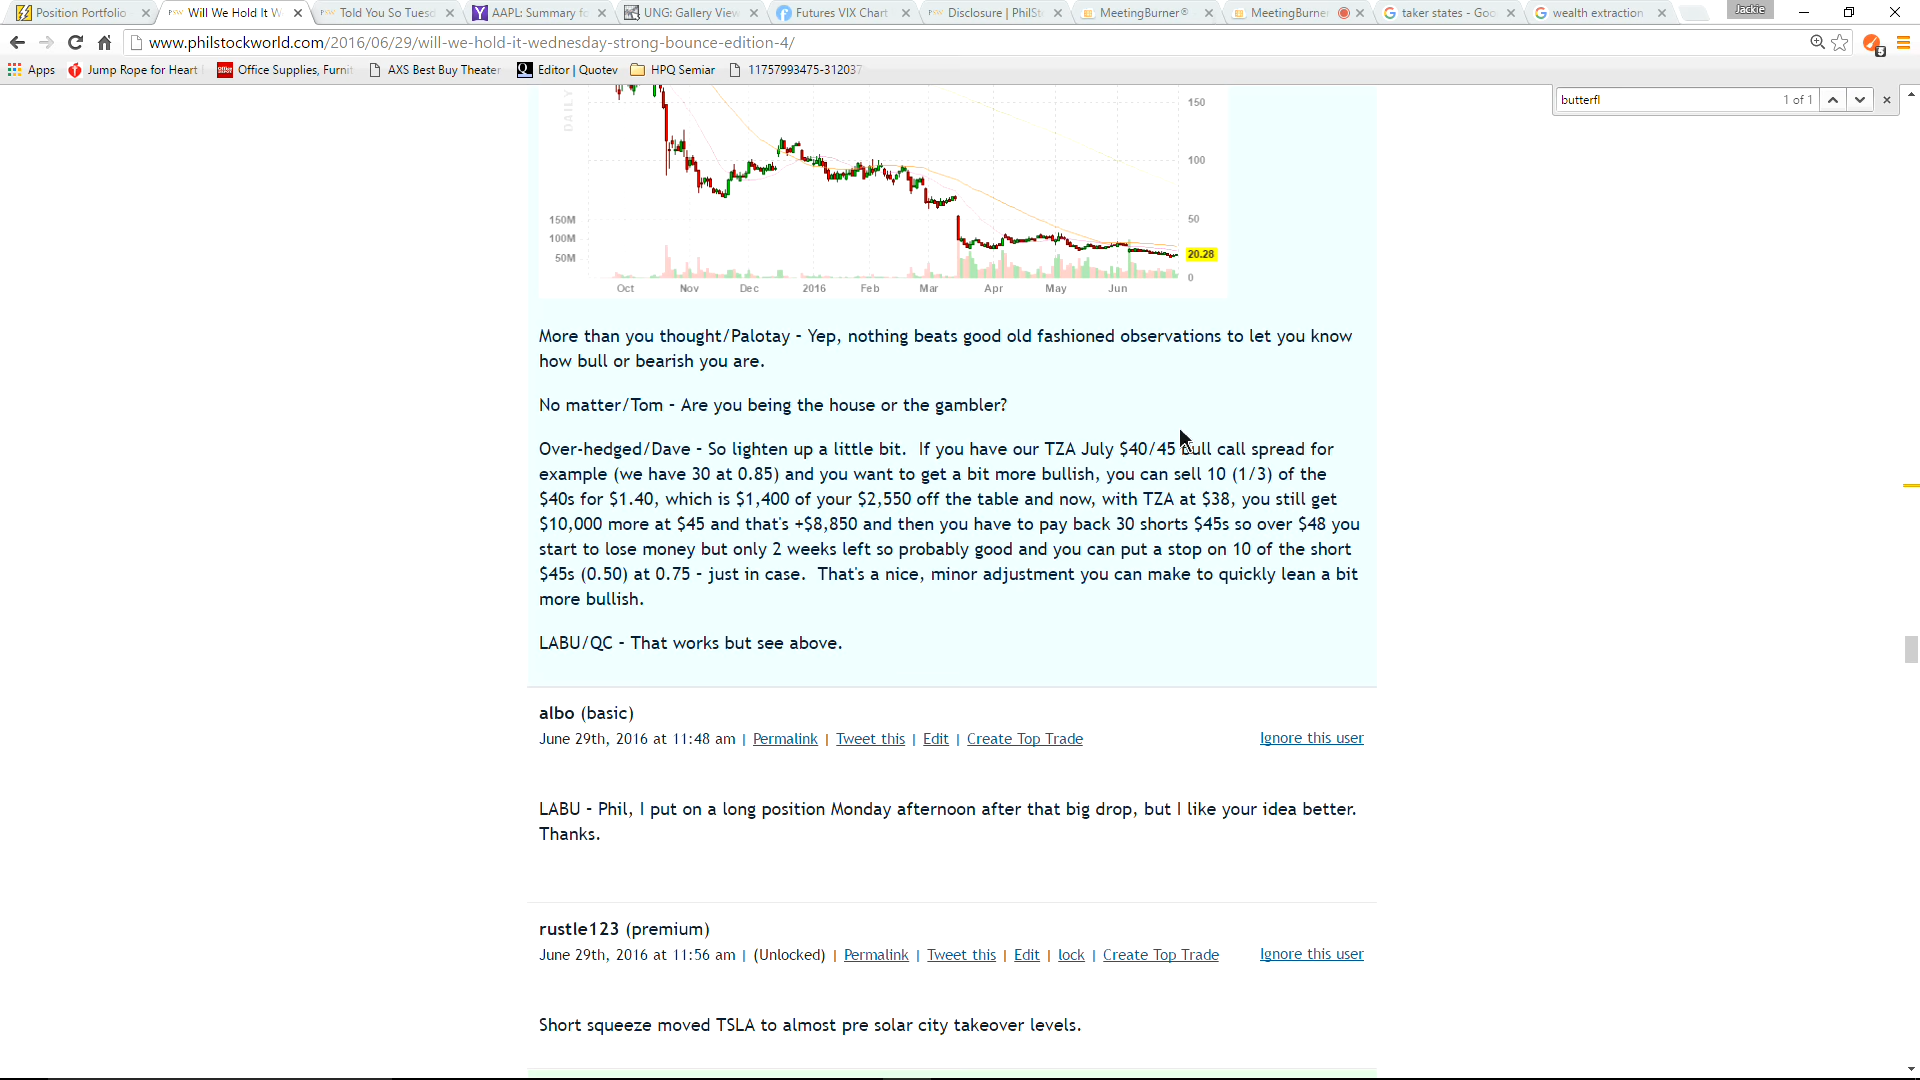 Position Portfolio
Will We Hold It W
Told You So Tuesd
AAPL: Summary fo
UNG: Gallery View
Futures VIX Chart
Disclosure | PhilSt
MeetingBurner®
MeetingBurner
taker states - Goo
wealth extraction
Jackie
www.philstockworld.com/2016/06/29/will-we-hold-it-wednesday-strong-bounce-edition-4/
Apps
Jump Rope for Heart
Office Supplies, Furnit
AXS Best Buy Theater
Editor | Quotev
HPQ Semiar
11757993475-312037
butterfl 1 of 1
DAILY
150
100
50
0
20.28
150M
100M
50M
Oct Nov Dec 2016 Feb Mar Apr May Jun
More than you thought/Palotay - Yep, nothing beats good old fashioned observations to let you know
how bull or bearish you are.
No matter/Tom - Are you being the house or the gambler?
Over-hedged/Dave - So lighten up a little bit. If you have our TZA July $40/45 bull call spread for
example (we have 30 at 0.85) and you want to get a bit more bullish, you can sell 10 (1/3) of the
$40s for $1.40, which is $1,400 of your $2,550 off the table and now, with TZA at $38, you still get
$10,000 more at $45 and that's +$8,850 and then you have to pay back 30 shorts $45s so over $48 you
start to lose money but only 2 weeks left so probably good and you can put a stop on 10 of the short
$45s (0.50) at 0.75 - just in case. That's a nice, minor adjustment you can make to quickly lean a bit
more bullish.
LABU/QC - That works but see above.
albo (basic)
June 29th, 2016 at 11:48 am | Permalink | Tweet this | Edit | Create Top Trade Ignore this user
LABU - Phil, I put on a long position Monday afternoon after that big drop, but I like your idea better.
Thanks.
rustle123 (premium)
June 29th, 2016 at 11:56 am | (Unlocked) | Permalink | Tweet this | Edit | lock | Create Top Trade Ignore this user
Short squeeze moved TSLA to almost pre solar city takeover levels.